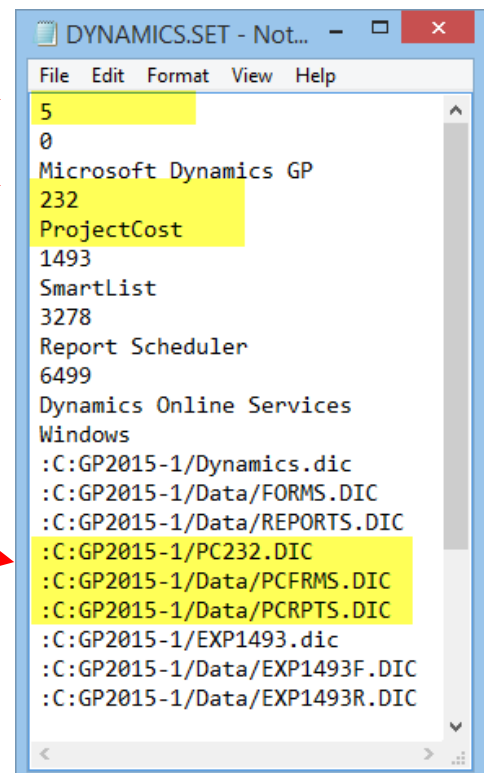 DYNAMICS.SET - Not...
File Edit Format View Help
5
0
Microsoft Dynamics GP
232
ProjectCost
1493
SmartList
3278
Report Scheduler
6499
Dynamics Online Services
Windows
:C:GP2015-1/Dynamics.dic
:C:GP2015-1/Data/FORMS.DIC
:C:GP2015-1/Data/REPORTS.DIC
:C:GP2015-1/PC232.DIC
:C:GP2015-1/Data/PCFRMS.DIC
:C:GP2015-1/Data/PCRPTS.DIC
:C:GP2015-1/EXP1493.dic
:C:GP2015-1/Data/EXP1493F.DIC
:C:GP2015-1/Data/EXP1493R.DIC